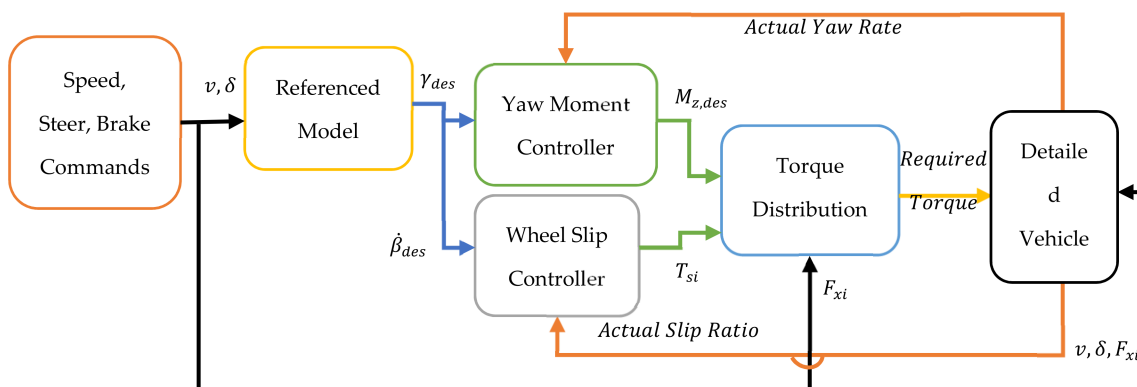 Actual Yaw Rate
Speed,
Steer, Brake
Commands
v, δ
Referenced
Model
γ_des
Yaw Moment
Controller
M_z,des
Torque
Distribution
Required
Torque
Detaile
d
Vehicle
β̇_des
Wheel Slip
Controller
T_si
F_xi
Actual Slip Ratio
v, δ, F_xi